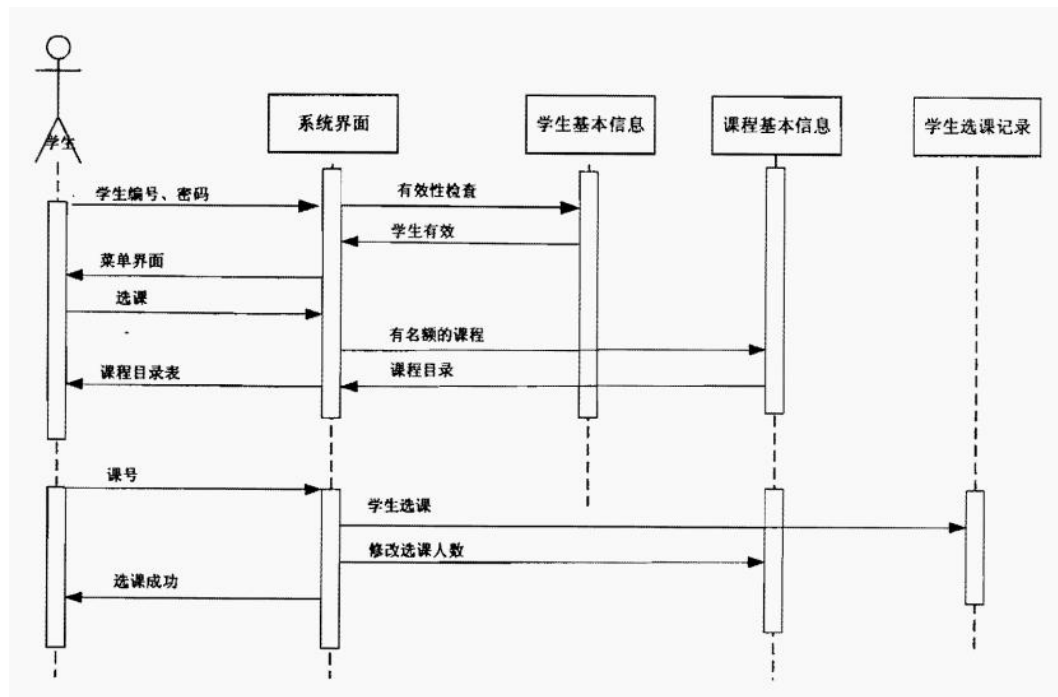 学生
系统界面
学生基本信息
课程基本信息
学生选课记录
学生编号、密码
有效性检查
学生有效
菜单界面
选课
有名额的课程
课程目录表
课程目录
课号
学生选课
修改选课人数
选课成功